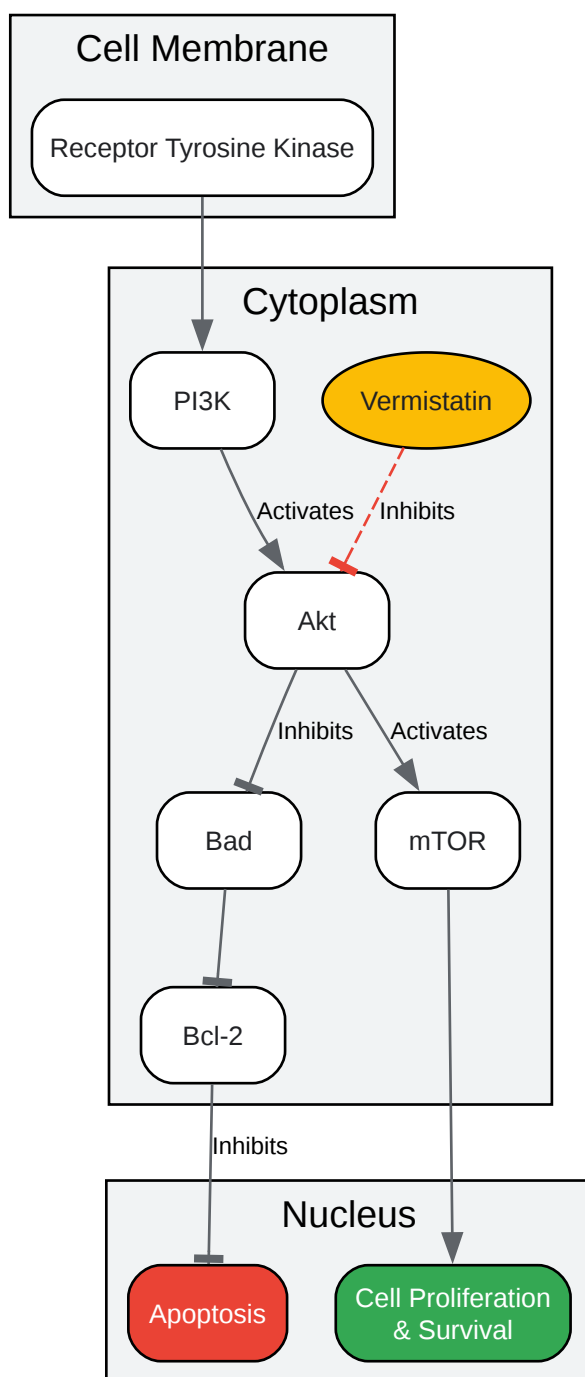 Cell Membrane
Receptor Tyrosine Kinase
Cytoplasm
PI3K
Vermistatin
Activates
Inhibits
Akt
Inhibits
Activates
Bad
mTOR
Bcl-2
Inhibits
Nucleus
Apoptosis
Cell Proliferation
& Survival